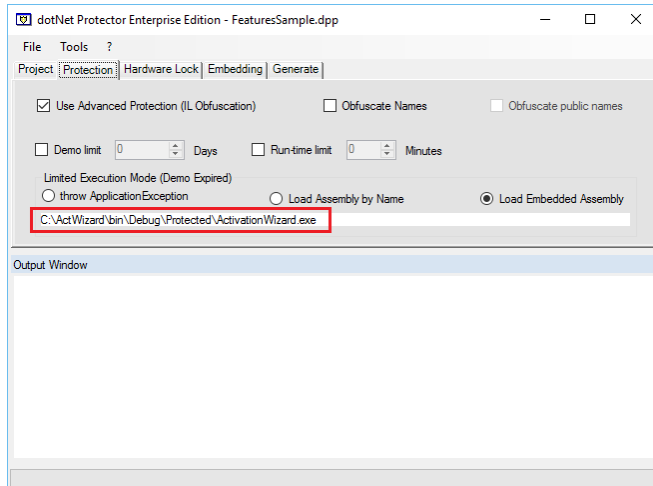 dotNet Protector Enterprise Edition - FeaturesSample.dpp
File Tools ?
Project Protection Hardware Lock Embedding Generate
Use Advanced Protection (IL Obfuscation) Obfuscate Names Obfuscate public names
Demo limit 0 Days Run-time limit 0 Minutes
Limited Execution Mode (Demo Expired)
throw ApplicationException Load Assembly by Name Load Embedded Assembly
C:\ActWizard\bin\Debug\Protected\ActivationWizard.exe
Output Window